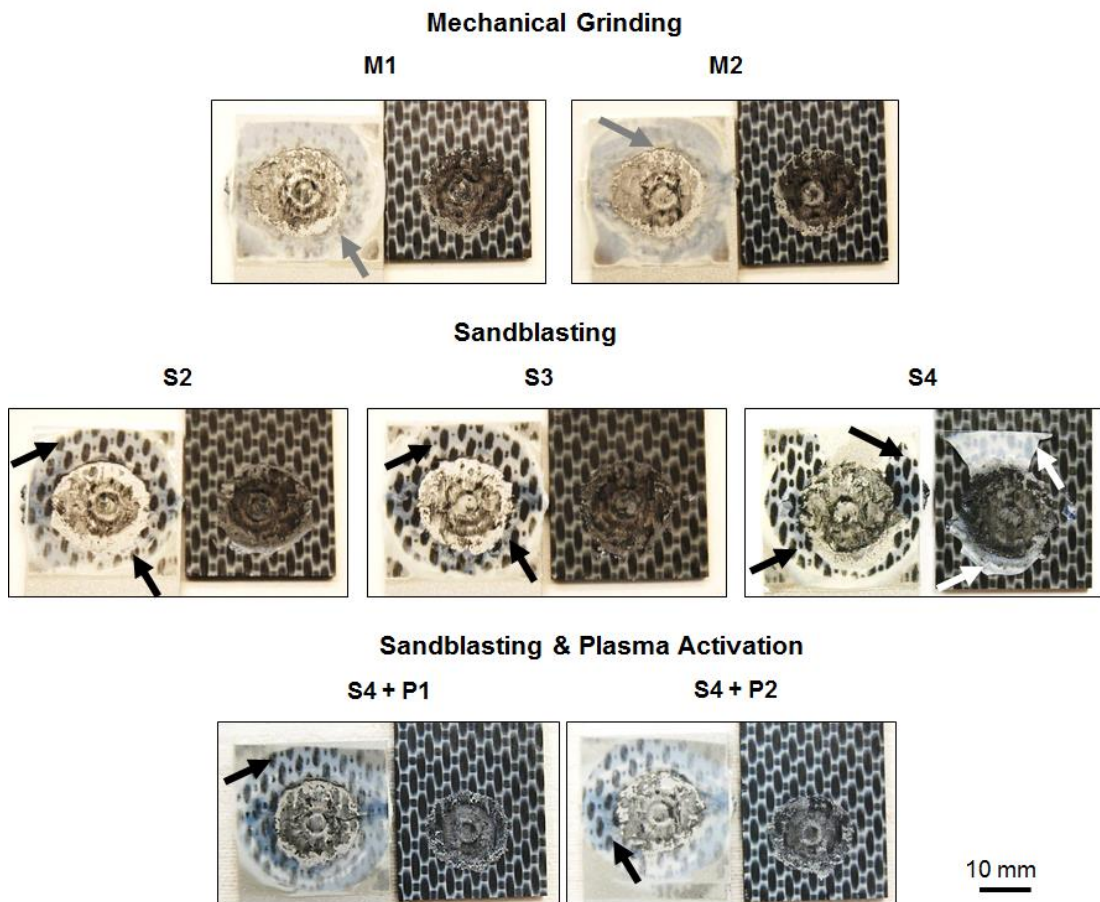 Mechanical Grinding
M1 M2
Sandblasting
S2 S3 S4
Sandblasting & Plasma Activation
S4 + P1 S4 + P2
10 mm